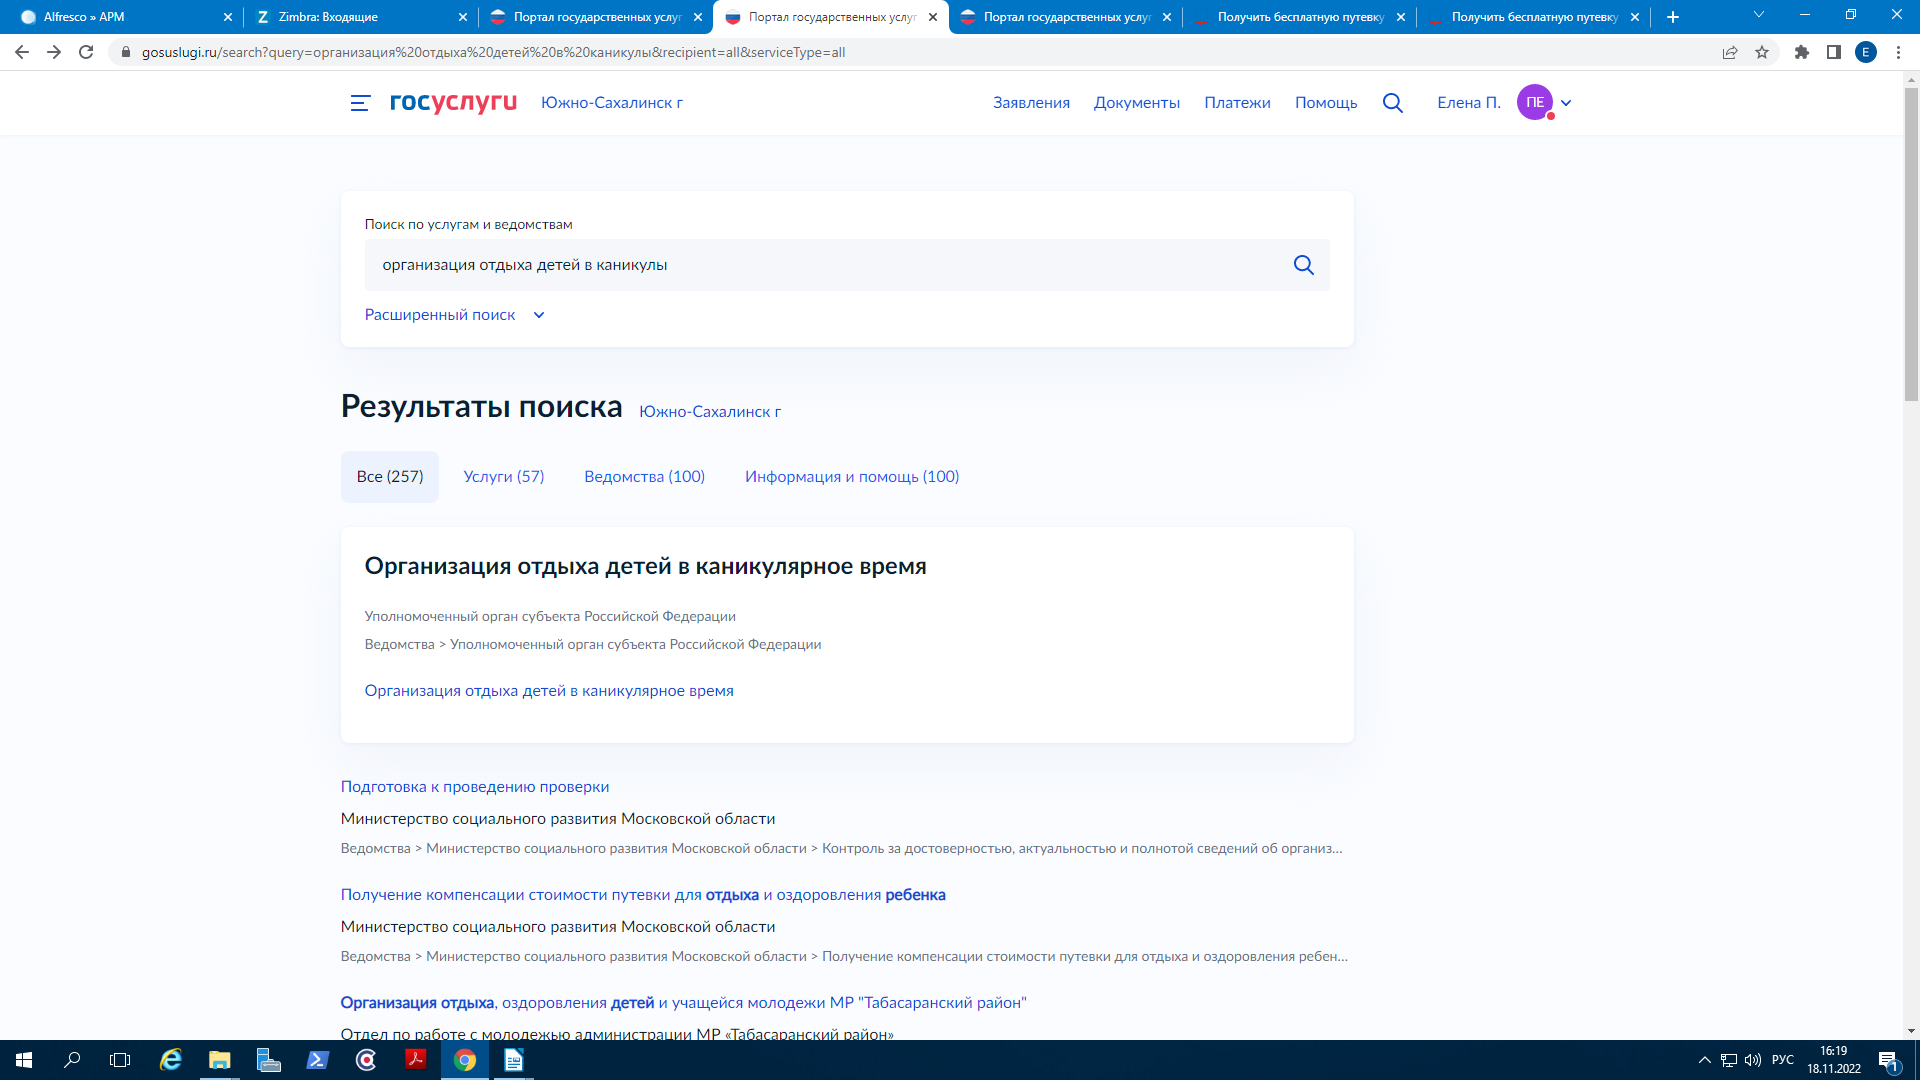 Alfresco » АРМ
Zimbra: Входящие
Портал государственных услуг
Портал государственных услуг
Портал государственных услуг
Получить бесплатную путевку
Получить бесплатную путевку
gosuslugi.ru/search?query=организация%20отдыха%20детей%20в%20каникулы&recipient=all&serviceType=all
E
госуслуги
Южно-Сахалинск г
Заявления
Документы
Платежи
Помощь
Елена П.
ПЕ
Поиск по услугам и ведомствам
организация отдыха детей в каникулы
Расширенный поиск
Результаты поиска
Южно-Сахалинск г
Все (257)
Услуги (57)
Ведомства (100)
Информация и помощь (100)
Организация отдыха детей в каникулярное время
Уполномоченный орган субъекта Российской Федерации
Ведомства > Уполномоченный орган субъекта Российской Федерации
Организация отдыха детей в каникулярное время
Подготовка к проведению проверки
Министерство социального развития Московской области
Ведомства > Министерство социального развития Московской области > Контроль за достоверностью, актуальностью и полнотой сведений об организ...
Получение компенсации стоимости путевки для отдыха и оздоровления ребенка
Министерство социального развития Московской области
Ведомства > Министерство социального развития Московской области > Получение компенсации стоимости путевки для отдыха и оздоровления ребен...
Организация отдыха, оздоровления детей и учащейся молодежи МР "Табасаранский район"
Отдел по работе с молодежью администрации МР «Табасаранский район»
РУС
16:19
18.11.2022
1